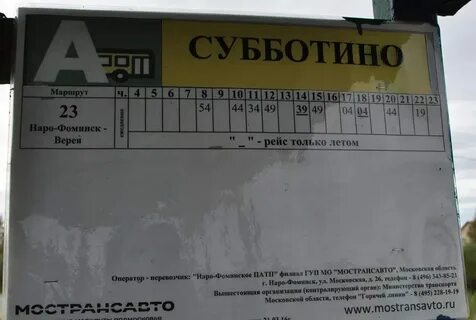 А ПАТП СУББОТИНО
Маршрут ч. 5 6 7 8 9 10 11 12 13 14 15 16 17 18 19 20 21 22 23
23 Наро-Фоминск - Верея ежедневно 54 44 34 49 39 49 04 04 44 19
"_" - рейс только летом
Оператор - перевозчик: "Наро-Фоминское ПАТП" филиал ГУП МО "МОСТРАНСАВТО", Московская область
г. Наро-Фоминск, ул. Московская, д. 26, телефон - 8 (496) 343-85-21
Вышестоящая организация (контролирующий орган): Министерство транспорта
Московской области, телефон "Горячей линии" - 8 (495) 228-19-19
МОСТРАНСАВТО
www.mostransavto.ru